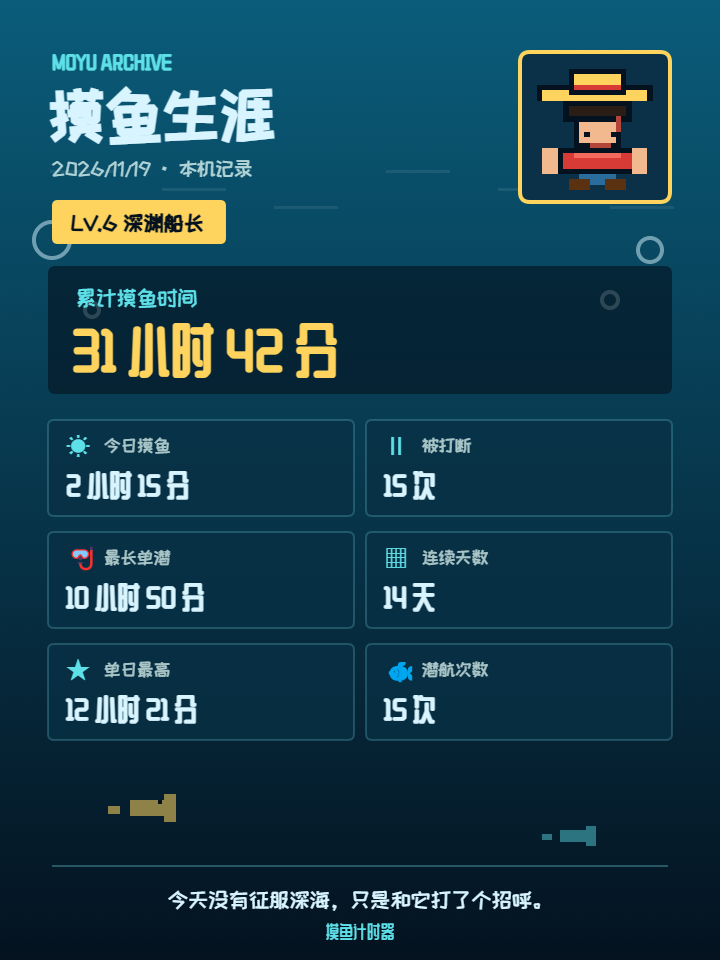 MOYU ARCHIVE
摸鱼生涯
2026/11/19 · 本机记录
LV.6 深渊船长
累计摸鱼时间
31 小时 42 分
今日摸鱼
2 小时 15 分
被打断
15 次
最长单潜
10 小时 50 分
连续天数
14 天
单日最高
12 小时 21 分
潜航次数
15 次
今天没有征服深海，只是和它打了个招呼。
摸鱼计时器